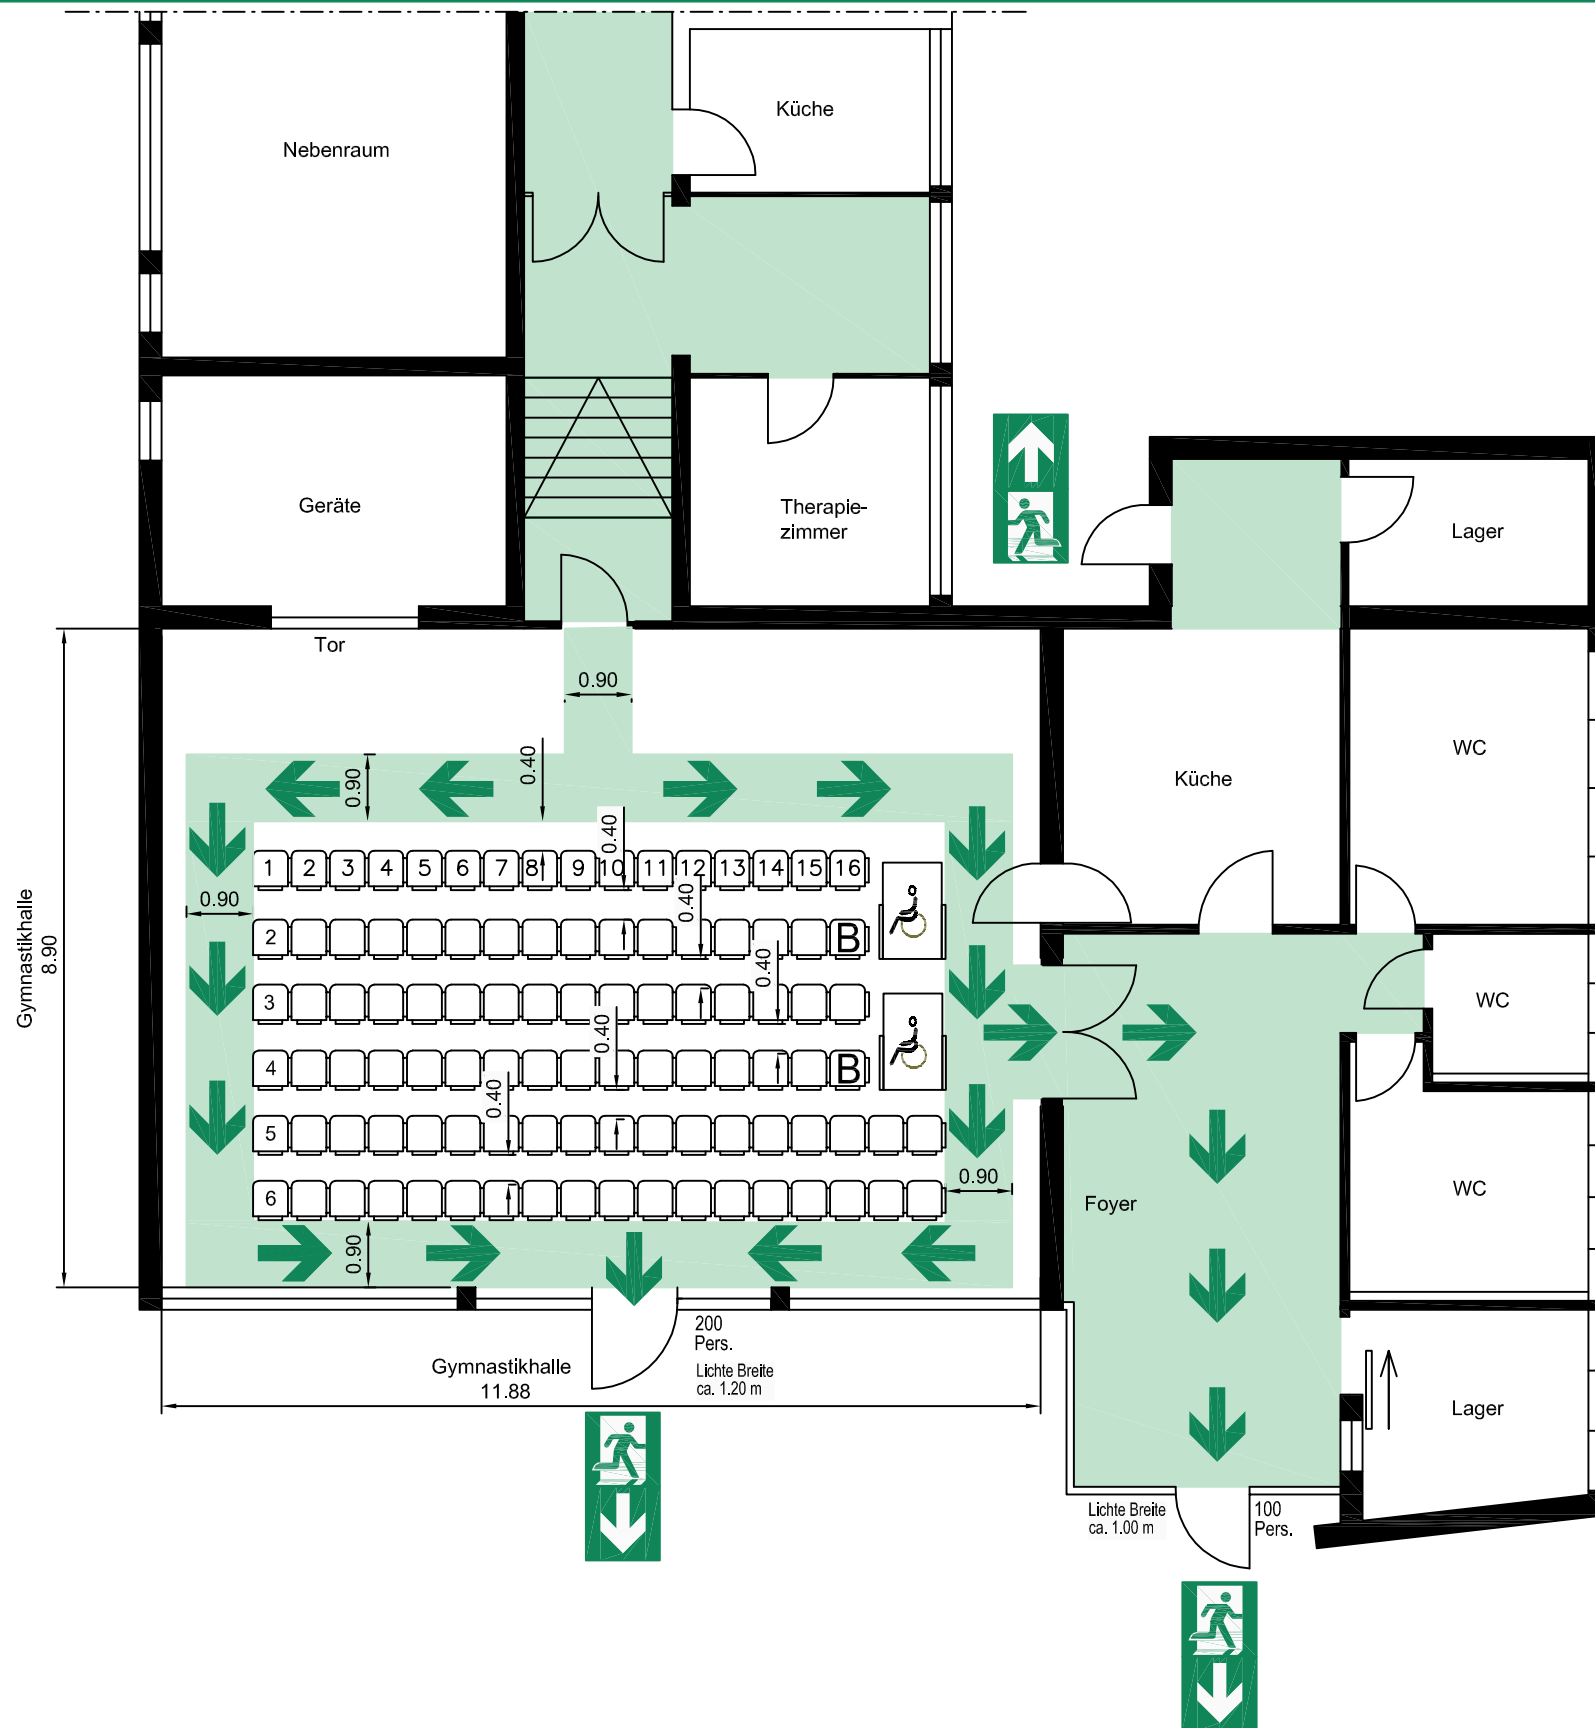 Küche
Nebenraum
Geräte
Therapie-
zimmer
Lager
Tor
0.90
Küche
WC
0.90
0.40
0.40
1 2 3 4 5 6 7 8 9 10 11 12 13 14 15 16
0.90
0.40
2
B
0.40
3
WC
0.40
4
B
0.40
5
0.90
6
WC
Foyer
0.90
Gymnastikhalle
8.90
200
Pers.
Lichte Breite
ca. 1.20 m
Gymnastikhalle
11.88
Lager
Lichte Breite
ca. 1.00 m
100
Pers.